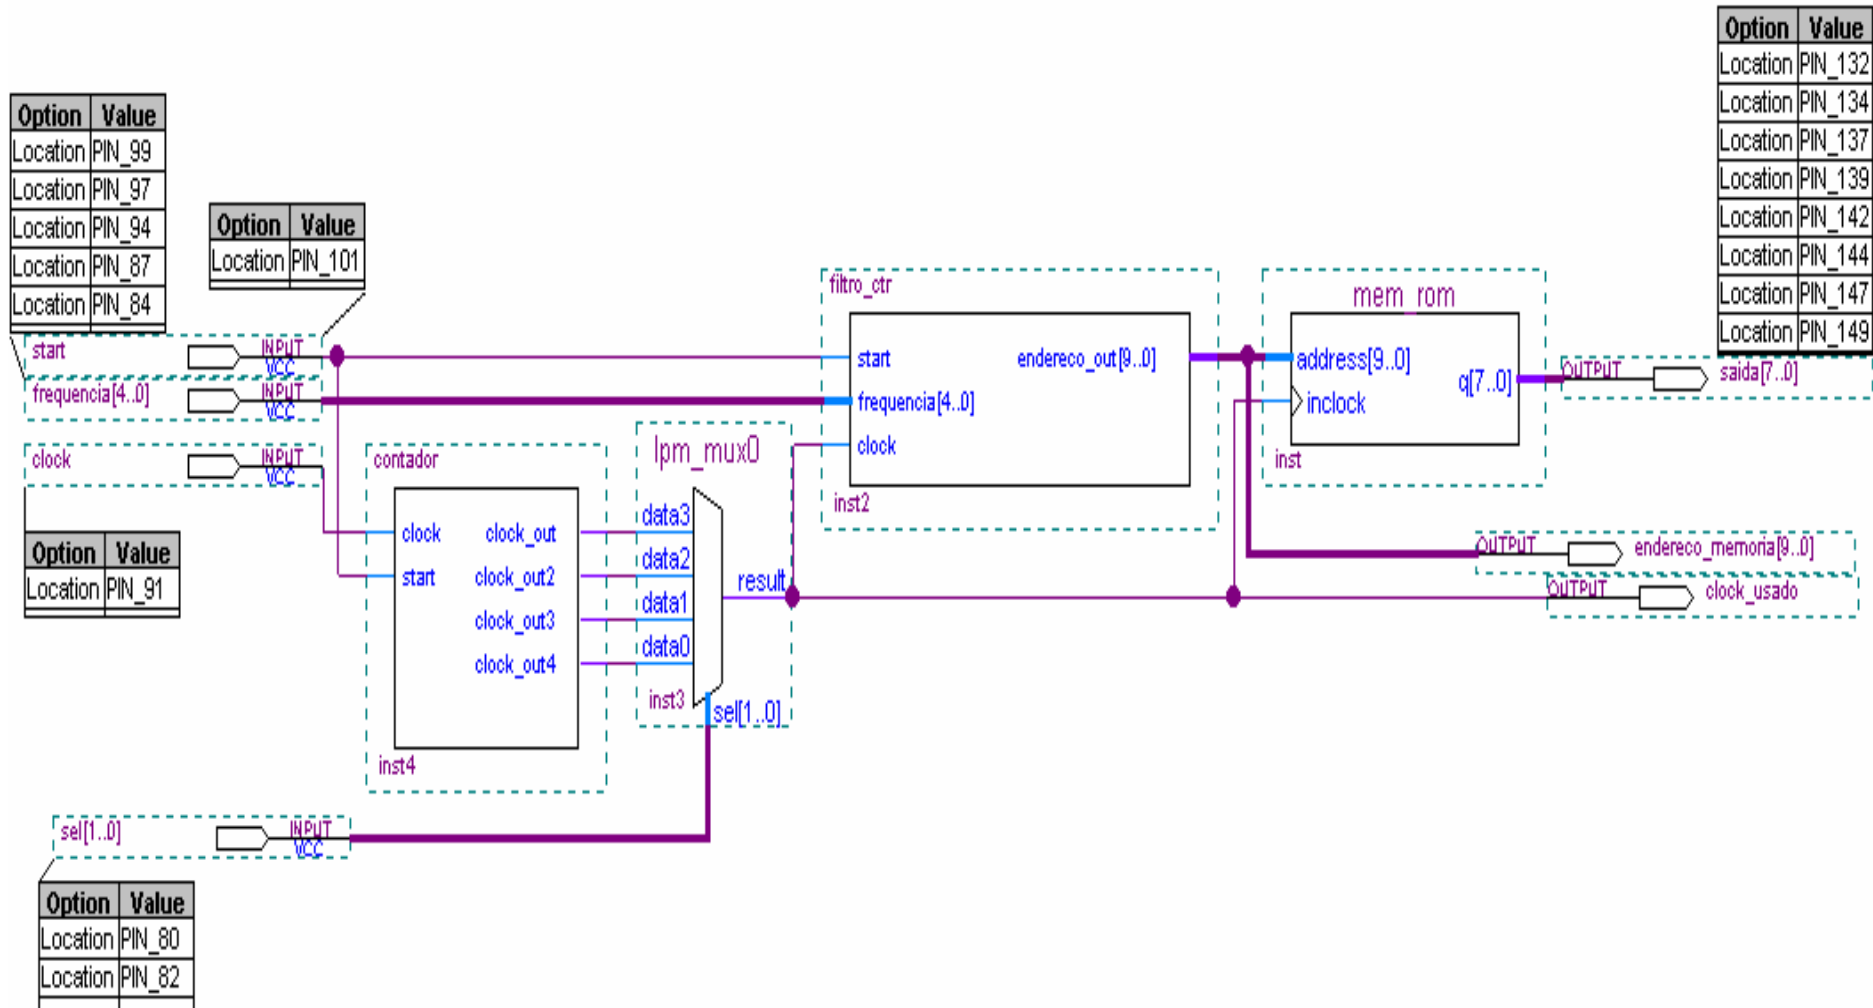 Option Value
Location PIN_132
Location PIN_134
Location PIN_137
Location PIN_139
Location PIN_142
Location PIN_144
Location PIN_147
Location PIN_149
Option Value
Location PIN_99
Location PIN_97
Location PIN_94
Location PIN_87
Location PIN_84
Option Value
Location PIN_101
start
INPUT
VCC
frequencia[4..0]
INPUT
VCC
clock
INPUT
VCC
Option Value
Location PIN_91
contador
clock
start
clock_out
clock_out2
clock_out3
clock_out4
inst4
lpm_mux0
data3
data2
data1
data0
result
sel[1..0]
inst3
filtro_ctr
start
frequencia[4..0]
clock
endereco_out[9..0]
inst2
mem_rom
address[9..0]
inclock
q[7..0]
inst
OUTPUT
saida[7..0]
OUTPUT
endereco_memoria[9..0]
OUTPUT
clock_usado
sel[1..0]
INPUT
VCC
Option Value
Location PIN_80
Location PIN_82